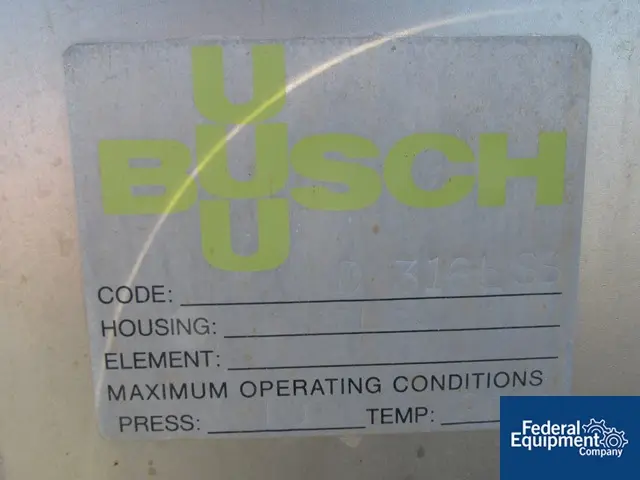 U
BUSCH
U
CODE:
HOUSING:
ELEMENT:
MAXIMUM OPERATING CONDITIONS
PRESS: TEMP:
Federal
Equipment
Company